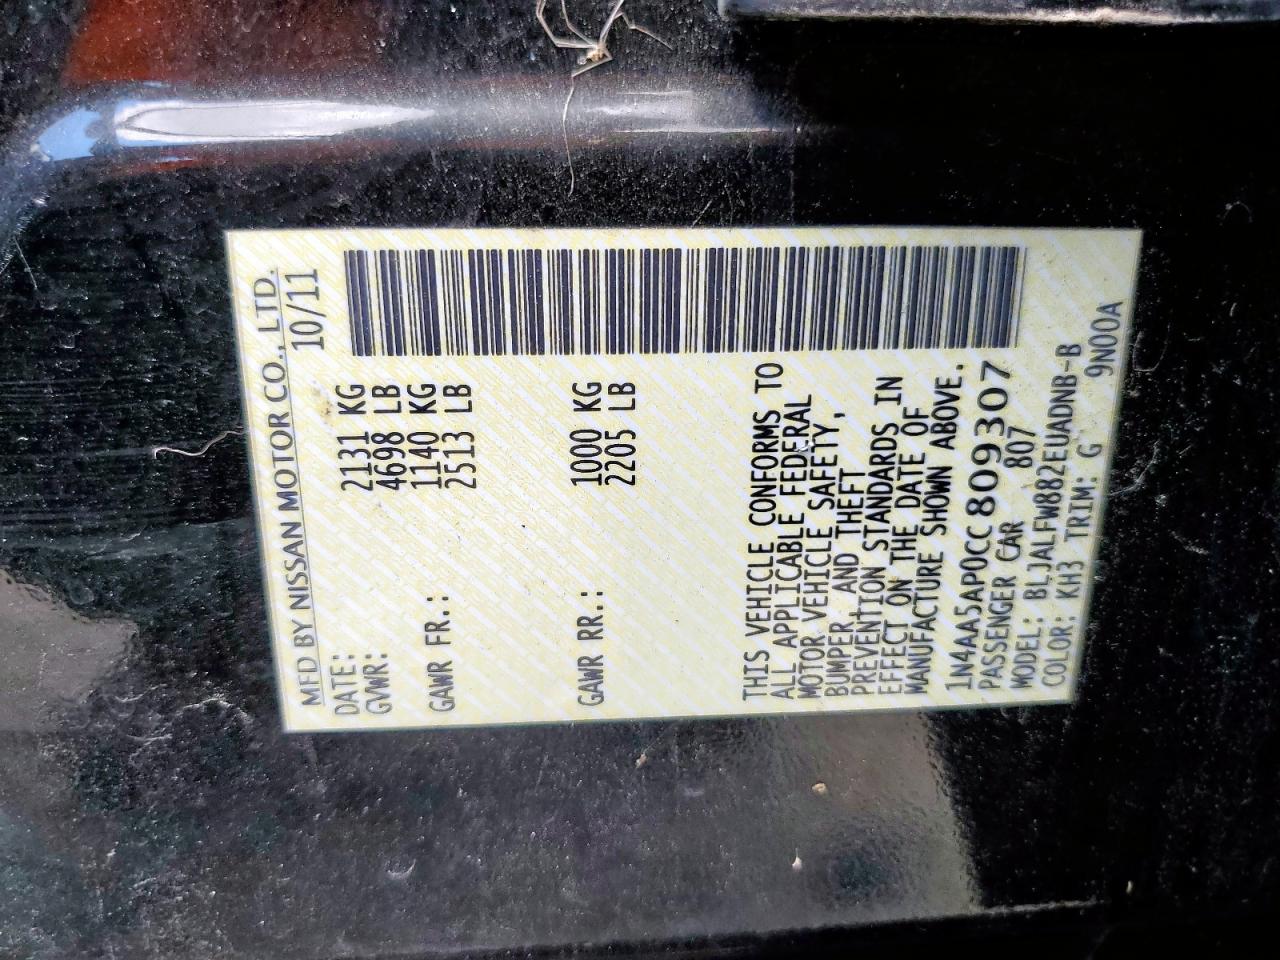 MFD BY NISSAN MOTOR CO., LTD.
DATE: 10/11
GVWR: 2131 KG
4698 LB
GAWR FR.: 1140 KG
2513 LB
GAWR RR.: 1000 KG
2205 LB
THIS VEHICLE CONFORMS TO
ALL APPLICABLE FEDERAL
MOTOR VEHICLE SAFETY,
BUMPER AND THEFT
PREVENTION STANDARDS IN
EFFECT ON THE DATE OF
MANUFACTURE SHOWN ABOVE.
1N4AA5AP0CC809307
PASSENGER CAR 807
MODEL: BLJALFW882EUADNB-B
COLOR: KH3 TRIM: G 9N00A